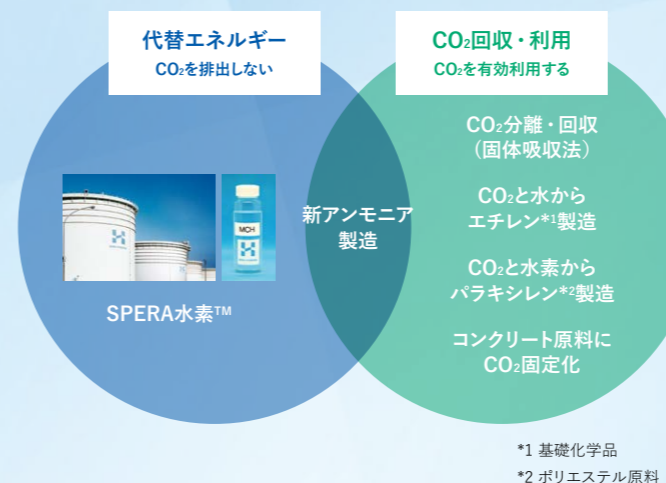 代替エネルギー
CO₂を排出しない
CO₂回収・利用
CO₂を有効利用する
MCH
SPERA水素™
新アンモニア
製造
CO₂分離・回収
（固体吸収法）
CO₂と水から
エチレン*1製造
CO₂と水素から
パラキシレン*2製造
コンクリート原料に
CO₂固定化
*1 基礎化学品
*2 ポリエステル原料